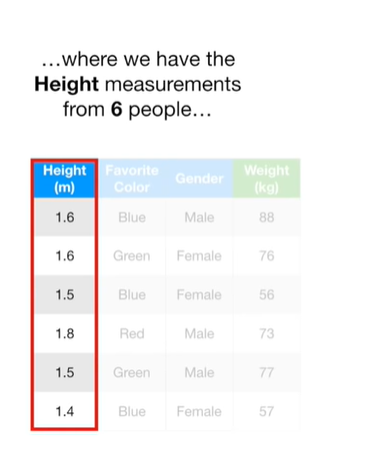 ...where we have the
Height measurements
from 6 people...
Height (m) Favorite Color Gender Weight (kg)
1.6 Blue Male 88
1.6 Green Female 76
1.5 Blue Female 56
1.8 Red Male 73
1.5 Green Male 77
1.4 Blue Female 57